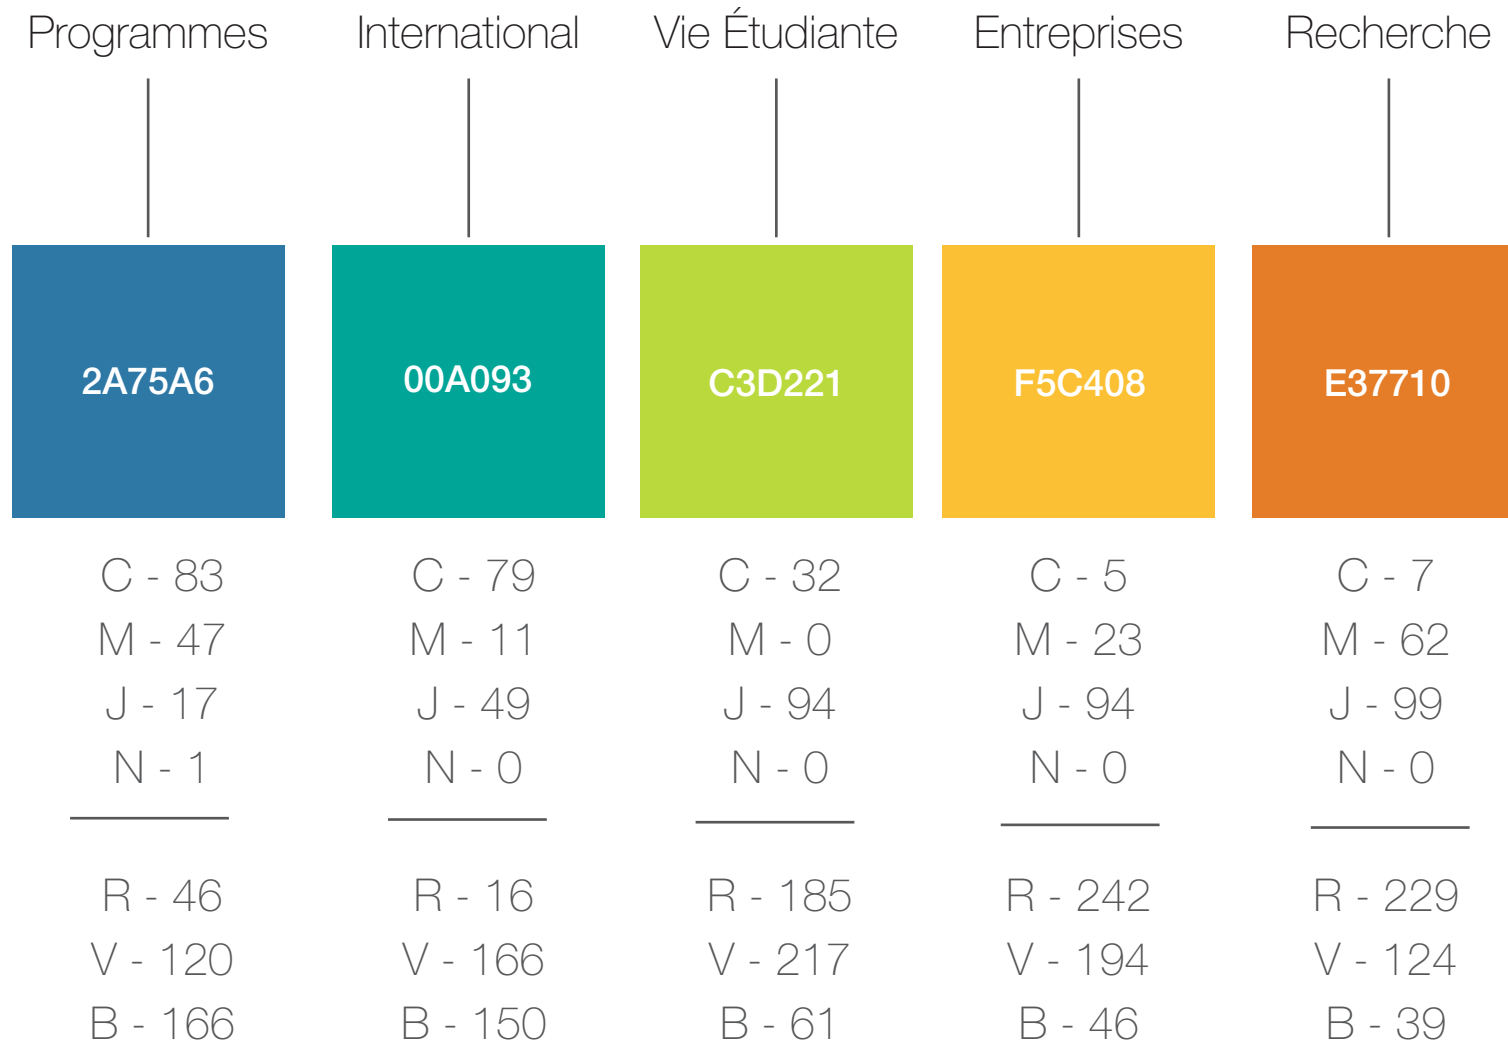 Programmes
International
Vie Étudiante
Entreprises
Recherche
2A75A6
00A093
C3D221
F5C408
E37710
C - 83
M - 47
J - 17
N - 1
R - 46
V - 120
B - 166
C - 79
M - 11
J - 49
N - 0
R - 16
V - 166
B - 150
C - 32
M - 0
J - 94
N - 0
R - 185
V - 217
B - 61
C - 5
M - 23
J - 94
N - 0
R - 242
V - 194
B - 46
C - 7
M - 62
J - 99
N - 0
R - 229
V - 124
B - 39